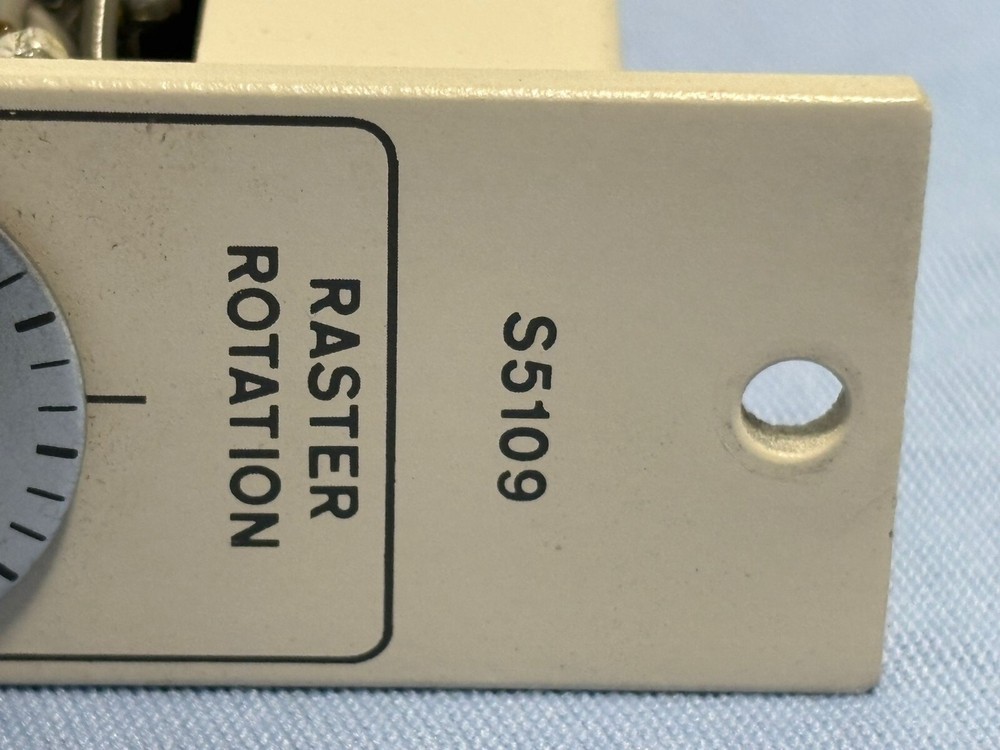 S5109
RASTER
ROTATION